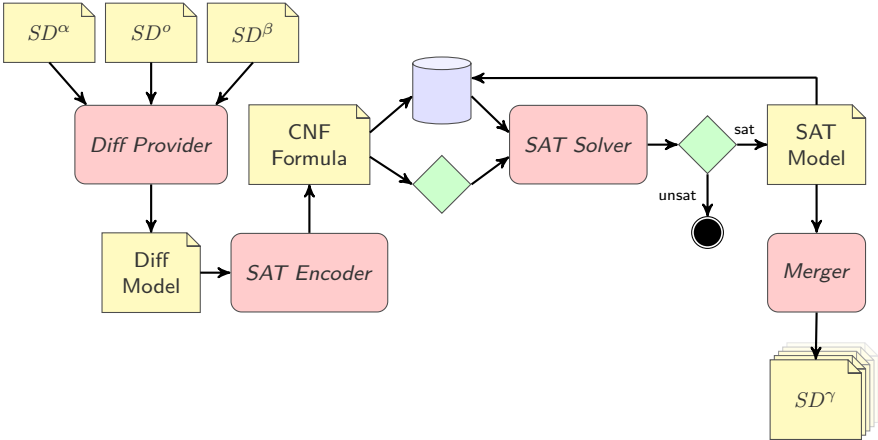 SD^α
SD^o
SD^β
Diff Provider
CNF
Formula
SAT Solver
sat
SAT
Model
unsat
Diff
Model
SAT Encoder
Merger
SD^γ